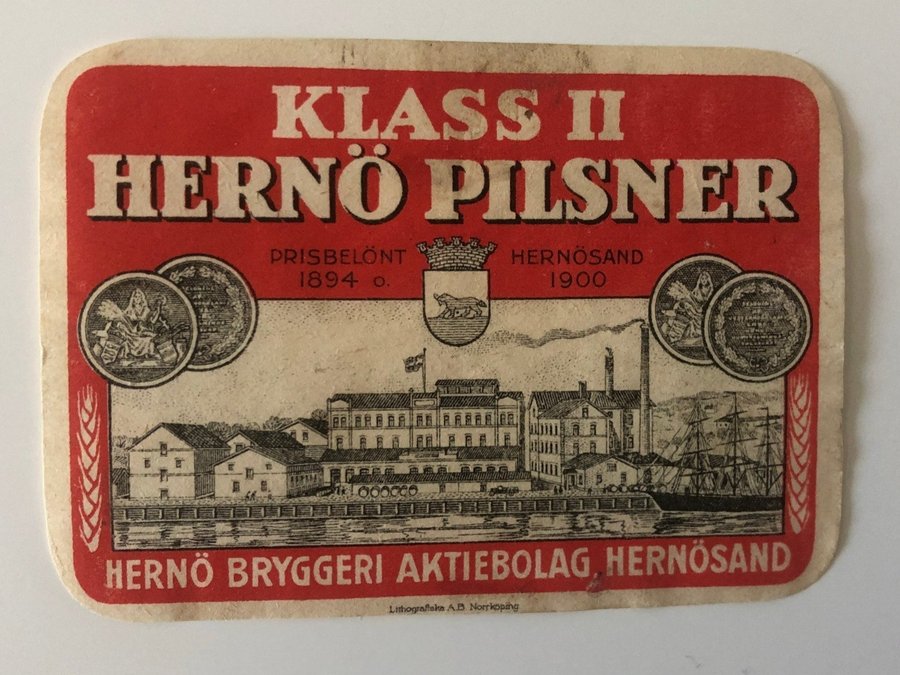 KLASS II
HERNÖ PILSNER
PRISBELÖNT HERNÖSAND
1894 o. 1900
HERNÖ BRYGGERI AKTIEBOLAG, HERNÖSAND
Lithografiska A.B. Norrköping